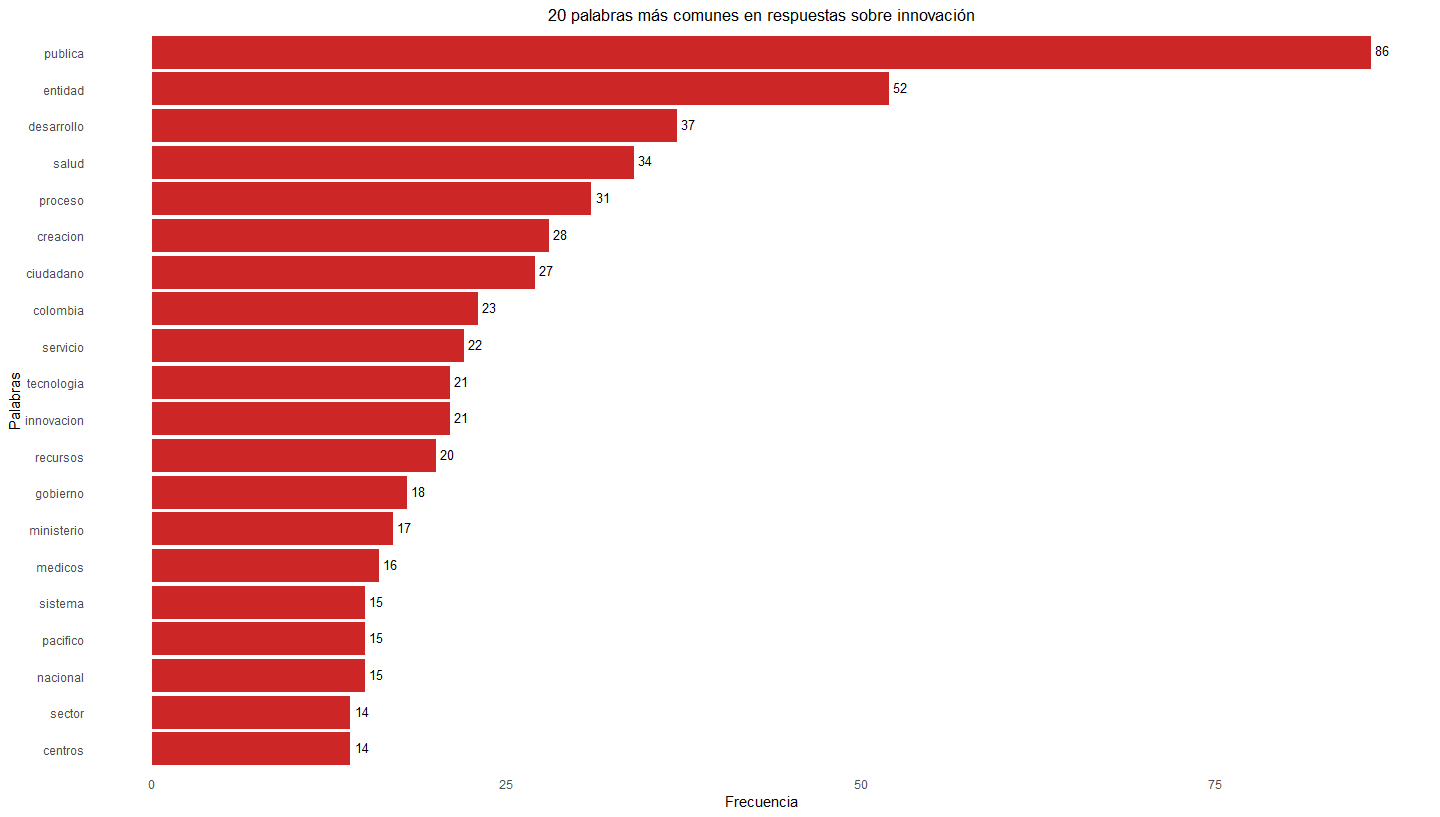 20 palabras más comunes en respuestas sobre innovación
publica 86
entidad 52
desarrollo 37
salud 34
proceso 31
creacion 28
ciudadano 27
colombia 23
servicio 22
tecnologia 21
innovacion 21
recursos 20
gobierno 18
ministerio 17
medicos 16
sistema 15
pacifico 15
nacional 15
sector 14
centros 14
Palabras
0 25 50 75
Frecuencia